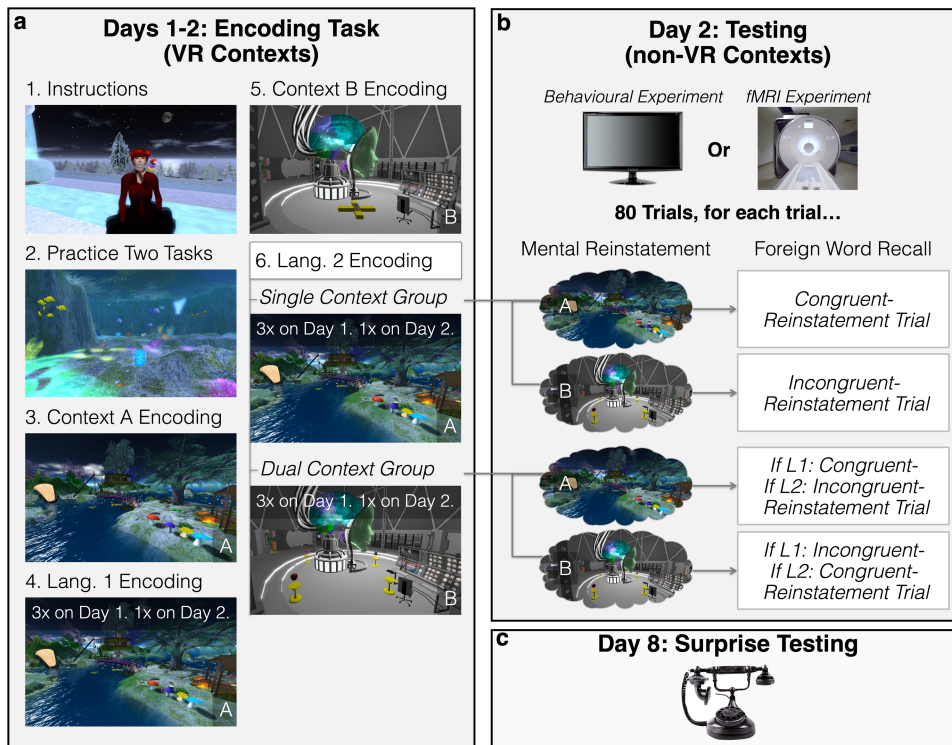 a
Days 1-2: Encoding Task
(VR Contexts)
1. Instructions
2. Practice Two Tasks
3. Context A Encoding
A
4. Lang. 1 Encoding
3x on Day 1. 1x on Day 2.
A
5. Context B Encoding
B
6. Lang. 2 Encoding
Single Context Group
3x on Day 1. 1x on Day 2.
A
Dual Context Group
3x on Day 1. 1x on Day 2.
B
b
Day 2: Testing
(non-VR Contexts)
Behavioural Experiment
fMRI Experiment
Or
80 Trials, for each trial...
Mental Reinstatement
Foreign Word Recall
A
Congruent-
Reinstatement Trial
B
Incongruent-
Reinstatement Trial
A
If L1: Congruent-
If L2: Incongruent-
Reinstatement Trial
B
If L1: Incongruent-
If L2: Congruent-
Reinstatement Trial
c
Day 8: Surprise Testing